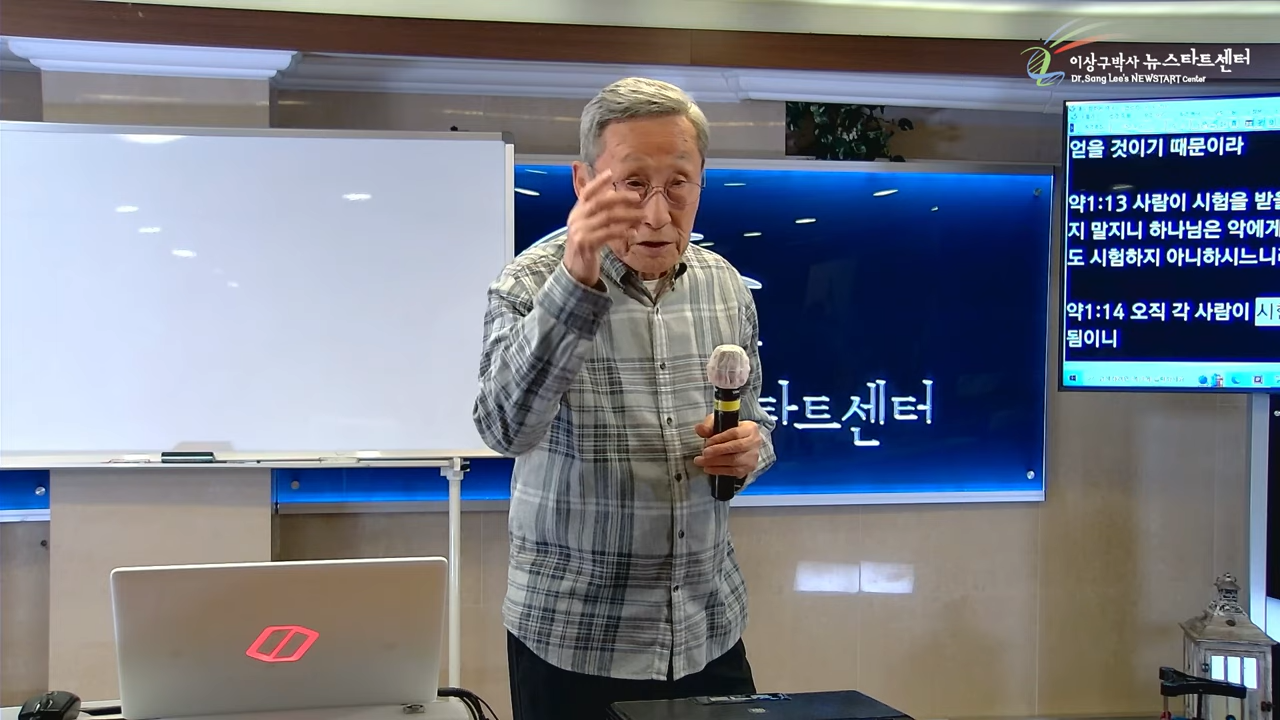 이상구박사 뉴스타트센터
Dr. Sang Lee's NEWSTART Center
얻을 것이기 때문이라
약1:13 사람이 시험을 받을
지 말지니 하나님은 악에게
도 시험하지 아니하시느니라
약1:14 오직 각 사람이 시험
됨이니
타트센터